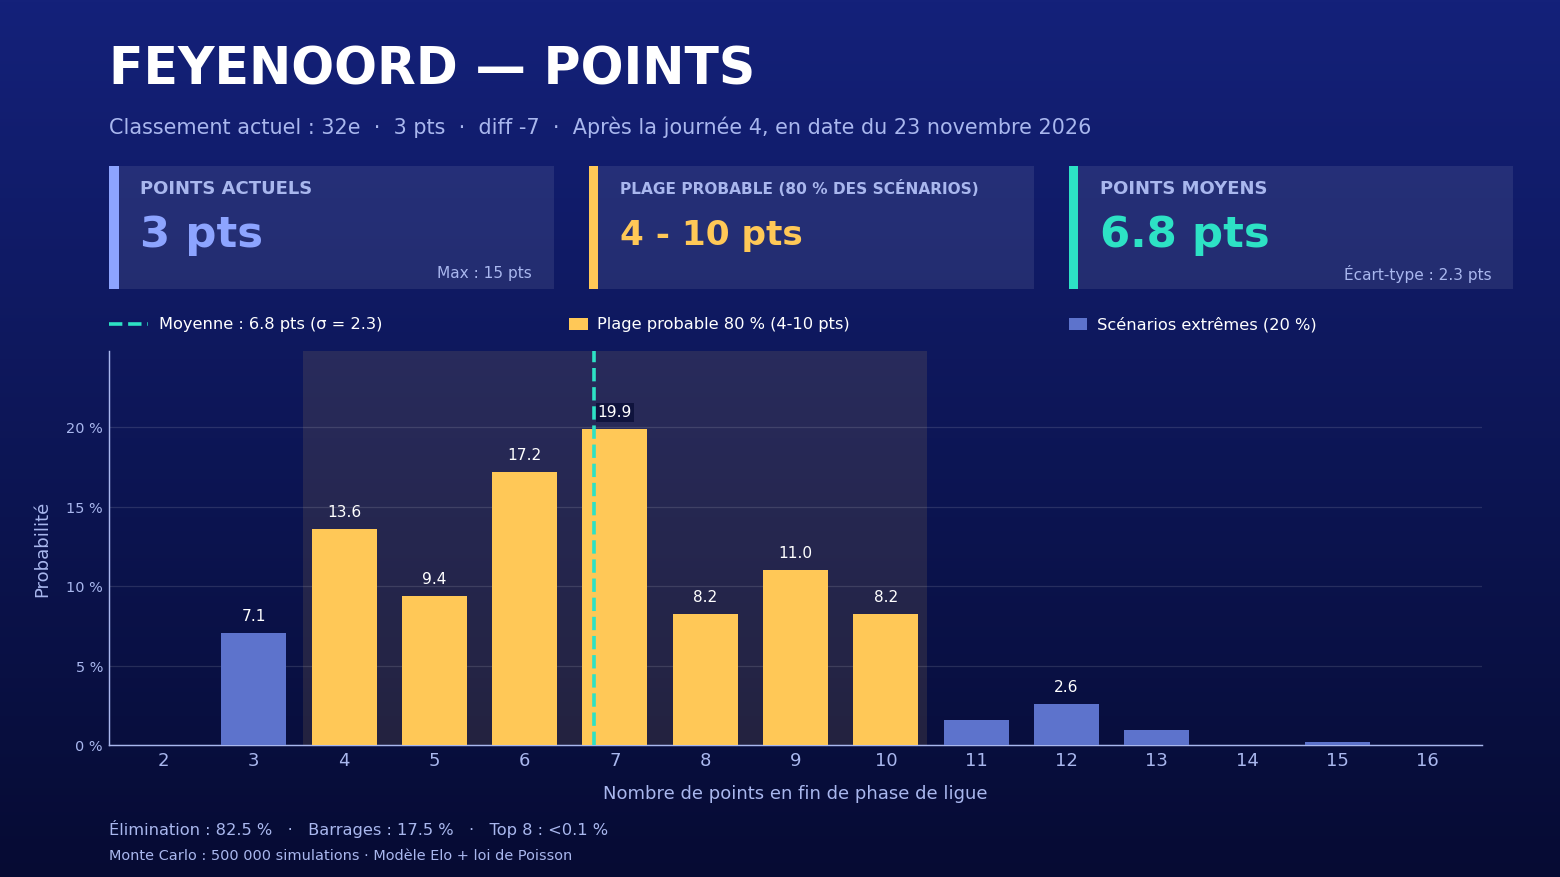 FEYENOORD — POINTS
Classement actuel : 32e · 3 pts · diff -7 · Après la journée 4, en date du 23 novembre 2026
POINTS ACTUELS
3 pts
Max : 15 pts
PLAGE PROBABLE (80 % DES SCÉNARIOS)
4 - 10 pts
POINTS MOYENS
6.8 pts
Écart-type : 2.3 pts
Moyenne : 6.8 pts (σ = 2.3)
Plage probable 80 % (4-10 pts)
Scénarios extrêmes (20 %)
Probabilité
20 %
15 %
10 %
5 %
0 %
7.1
13.6
9.4
17.2
19.9
8.2
11.0
8.2
2.6
2 3 4 5 6 7 8 9 10 11 12 13 14 15 16
Nombre de points en fin de phase de ligue
Élimination : 82.5 % · Barrages : 17.5 % · Top 8 : <0.1 %
Monte Carlo : 500 000 simulations · Modèle Elo + loi de Poisson